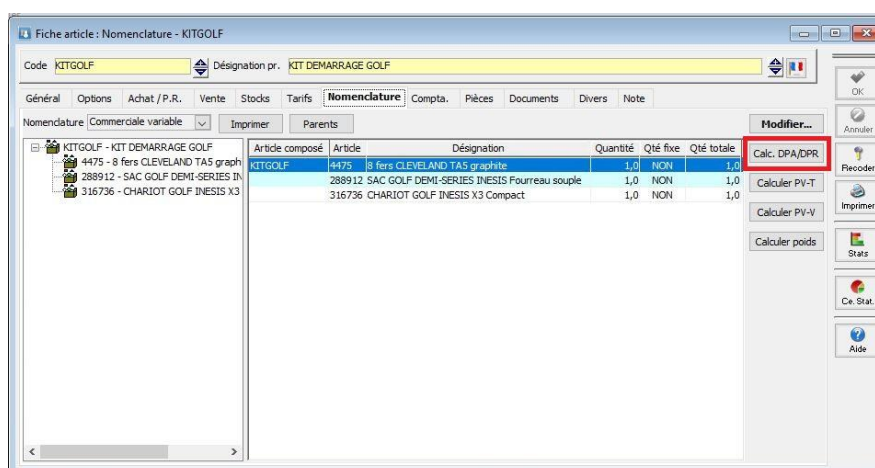 Fiche article : Nomenclature - KITGOLF
Code KITGOLF Désignation pr. KIT DEMARRAGE GOLF
Général Options Achat / P.R. Vente Stocks Tarifs Nomenclature Compta. Pièces Documents Divers Note
Nomenclature Commerciale variable Imprimer Parents Modifier...
KITGOLF - KIT DEMARRAGE GOLF
4475 - 8 fers CLEVELAND TA5 graph
288912 - SAC GOLF DEMI-SERIES IN
316736 - CHARIOT GOLF INESIS X3
Article composé Article Désignation Quantité Qté fixe Qté totale
KITGOLF 4475 8 fers CLEVELAND TA5 graphite 1,0 NON 1,0
288912 SAC GOLF DEMI-SERIES INESIS Fourreau souple 1,0 NON 1,0
316736 CHARIOT GOLF INESIS X3 Compact 1,0 NON 1,0
Calc. DPA/DPR
Calculer PV-T
Calculer PV-V
Calculer poids
OK
Annuler
Recoder
Imprimer
Stats
Ce. Stat.
Aide